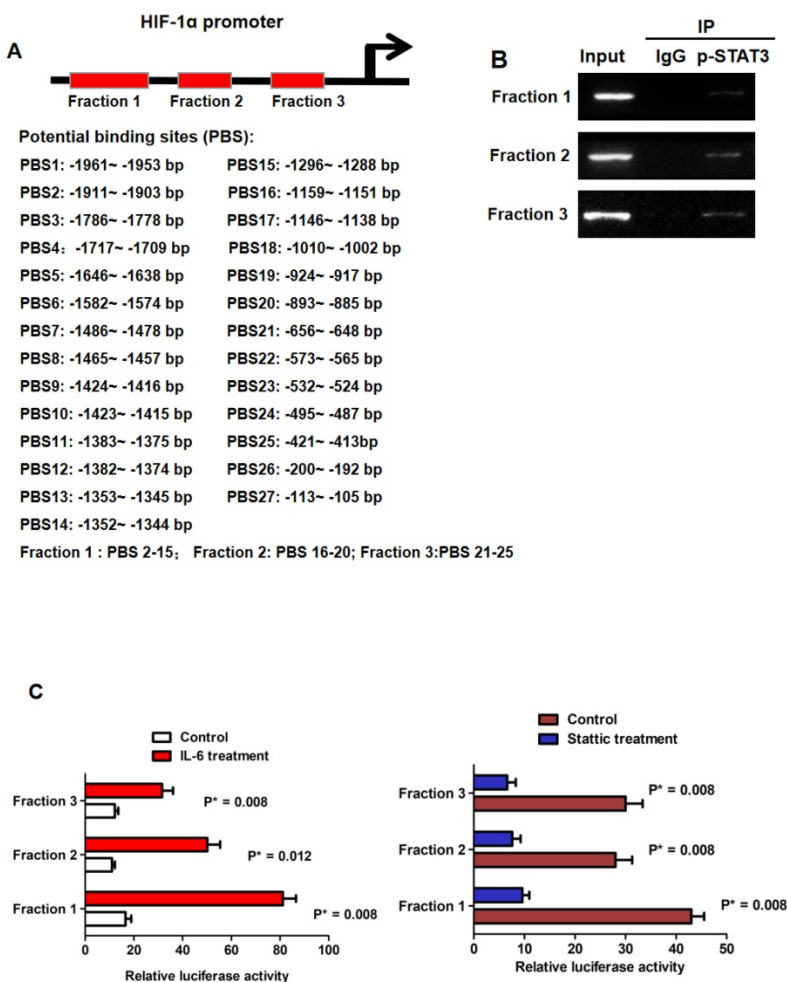 HIF-1α promoter
A
Fraction 1 Fraction 2 Fraction 3
Potential binding sites (PBS):
PBS1: -1961~ -1953 bp PBS15: -1296~ -1288 bp
PBS2: -1911~ -1903 bp PBS16: -1159~ -1151 bp
PBS3: -1786~ -1778 bp PBS17: -1146~ -1138 bp
PBS4： -1717~ -1709 bp PBS18: -1010~ -1002 bp
PBS5: -1646~ -1638 bp PBS19: -924~ -917 bp
PBS6: -1582~ -1574 bp PBS20: -893~ -885 bp
PBS7: -1486~ -1478 bp PBS21: -656~ -648 bp
PBS8: -1465~ -1457 bp PBS22: -573~ -565 bp
PBS9: -1424~ -1416 bp PBS23: -532~ -524 bp
PBS10: -1423~ -1415 bp PBS24: -495~ -487 bp
PBS11: -1383~ -1375 bp PBS25: -421~ -413bp
PBS12: -1382~ -1374 bp PBS26: -200~ -192 bp
PBS13: -1353~ -1345 bp PBS27: -113~ -105 bp
PBS14: -1352~ -1344 bp
Fraction 1 : PBS 2-15； Fraction 2: PBS 16-20; Fraction 3:PBS 21-25
B
IP
Input IgG p-STAT3
Fraction 1
Fraction 2
Fraction 3
C
Control
IL-6 treatment
Fraction 3 P* = 0.008
Fraction 2 P* = 0.012
Fraction 1 P* = 0.008
0 20 40 60 80 100
Relative luciferase activity
Control
Stattic treatment
Fraction 3 P* = 0.008
Fraction 2 P* = 0.008
Fraction 1 P* = 0.008
0 10 20 30 40 50
Relative luciferase activity